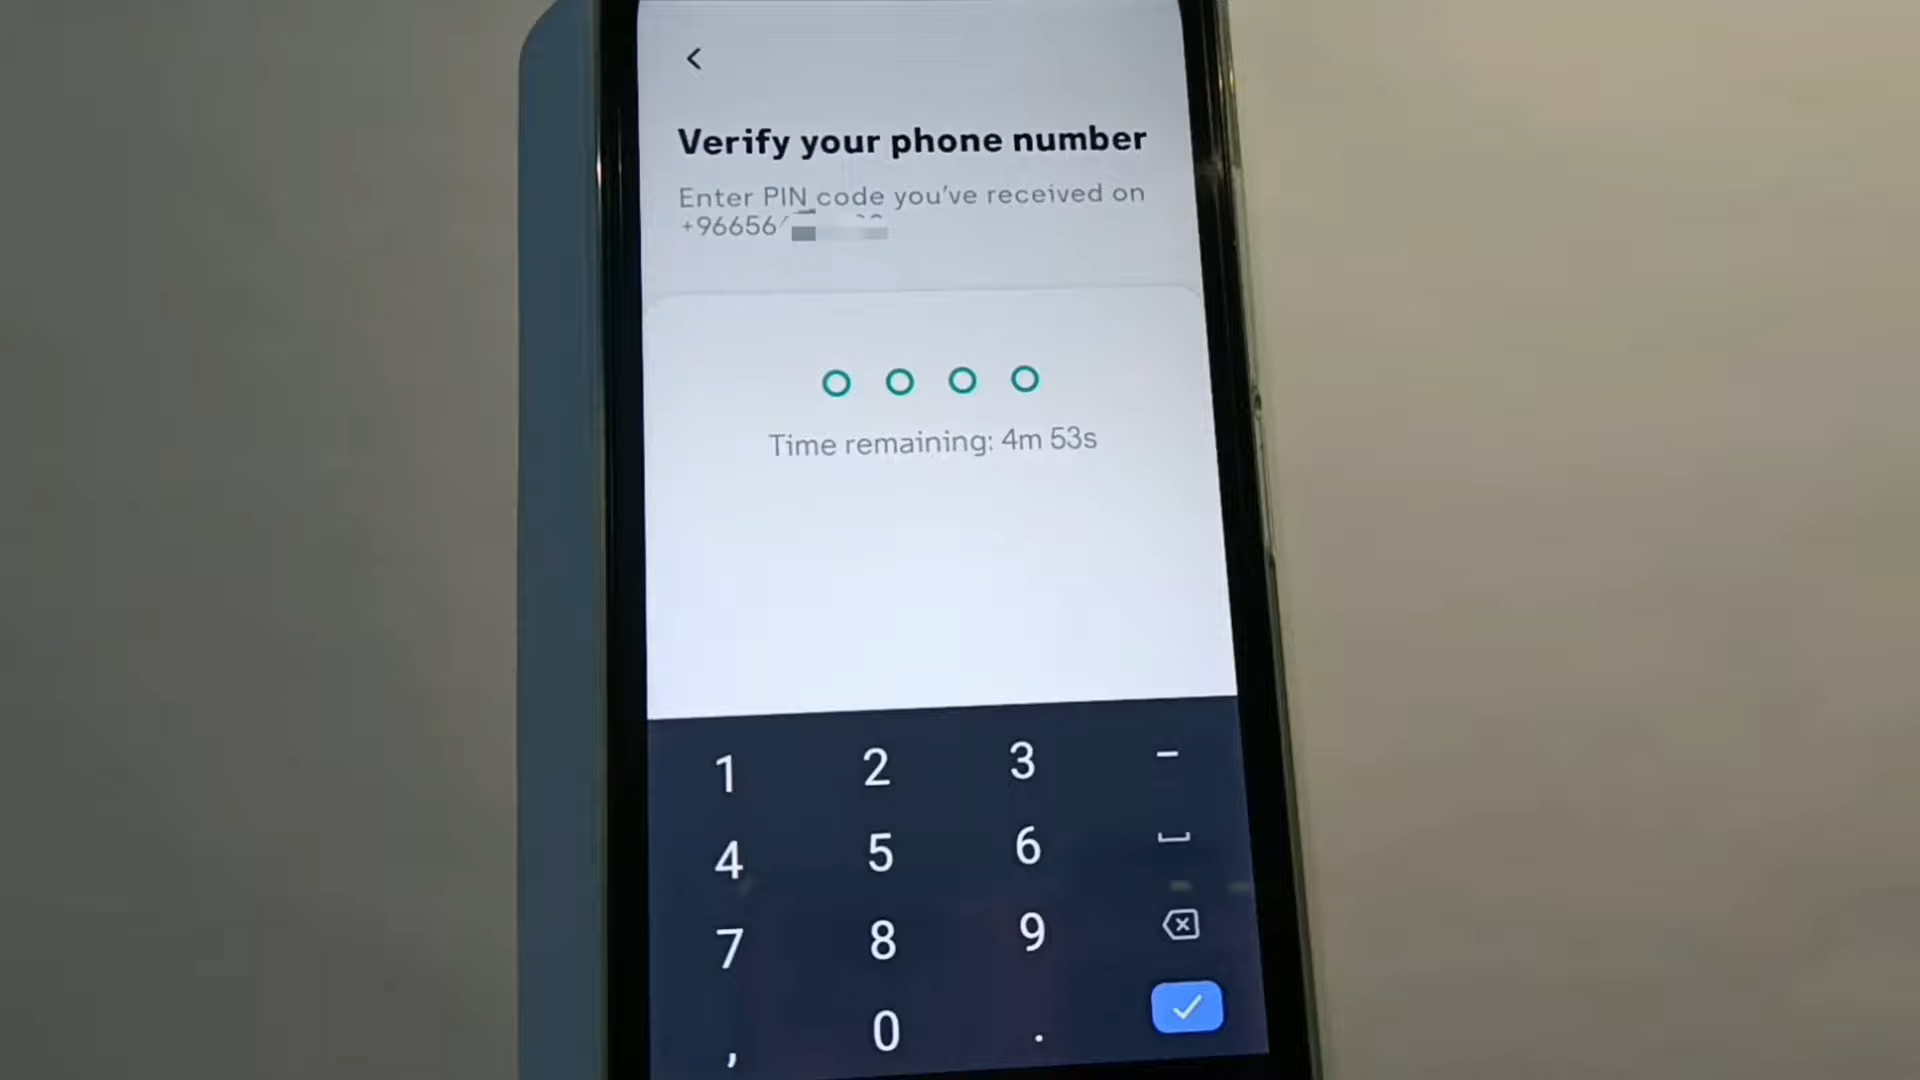 Verify your phone number
Enter PIN code you've received on
+96656
Time remaining: 4m 53s
1 2 3 –
4 5 6
7 8 9
, 0 .